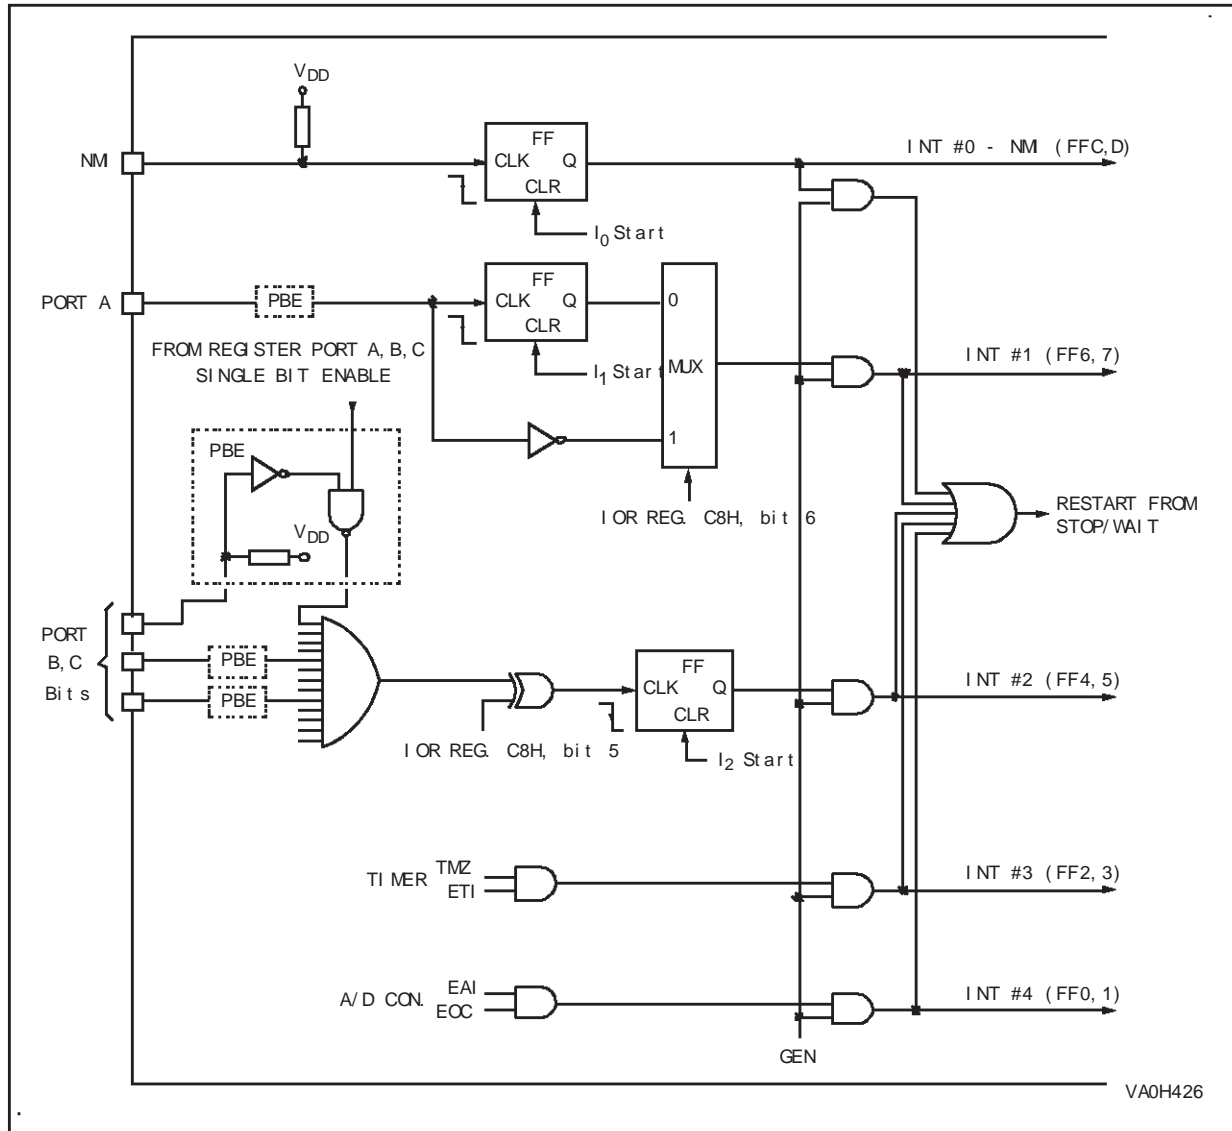 VDD
NMI
FF
CLK Q
CLR
I0 Start
INT #0 - NMI (FFC,D)
PORT A
PBE
FF
CLK Q
CLR
I1 Start
0
MUX
1
INT #1 (FF6,7)
FROM REGISTER PORT A, B, C
SINGLE BIT ENABLE
PBE
VDD
IOR REG. C8H, bit 6
RESTART FROM
STOP/WAIT
PORT
B, C
Bits
PBE
PBE
IOR REG. C8H, bit 5
FF
CLK Q
CLR
I2 Start
INT #2 (FF4,5)
TIMER
TMZ
ETI
INT #3 (FF2,3)
A/D CON.
EAI
EOC
INT #4 (FF0,1)
GEN
VA0H426